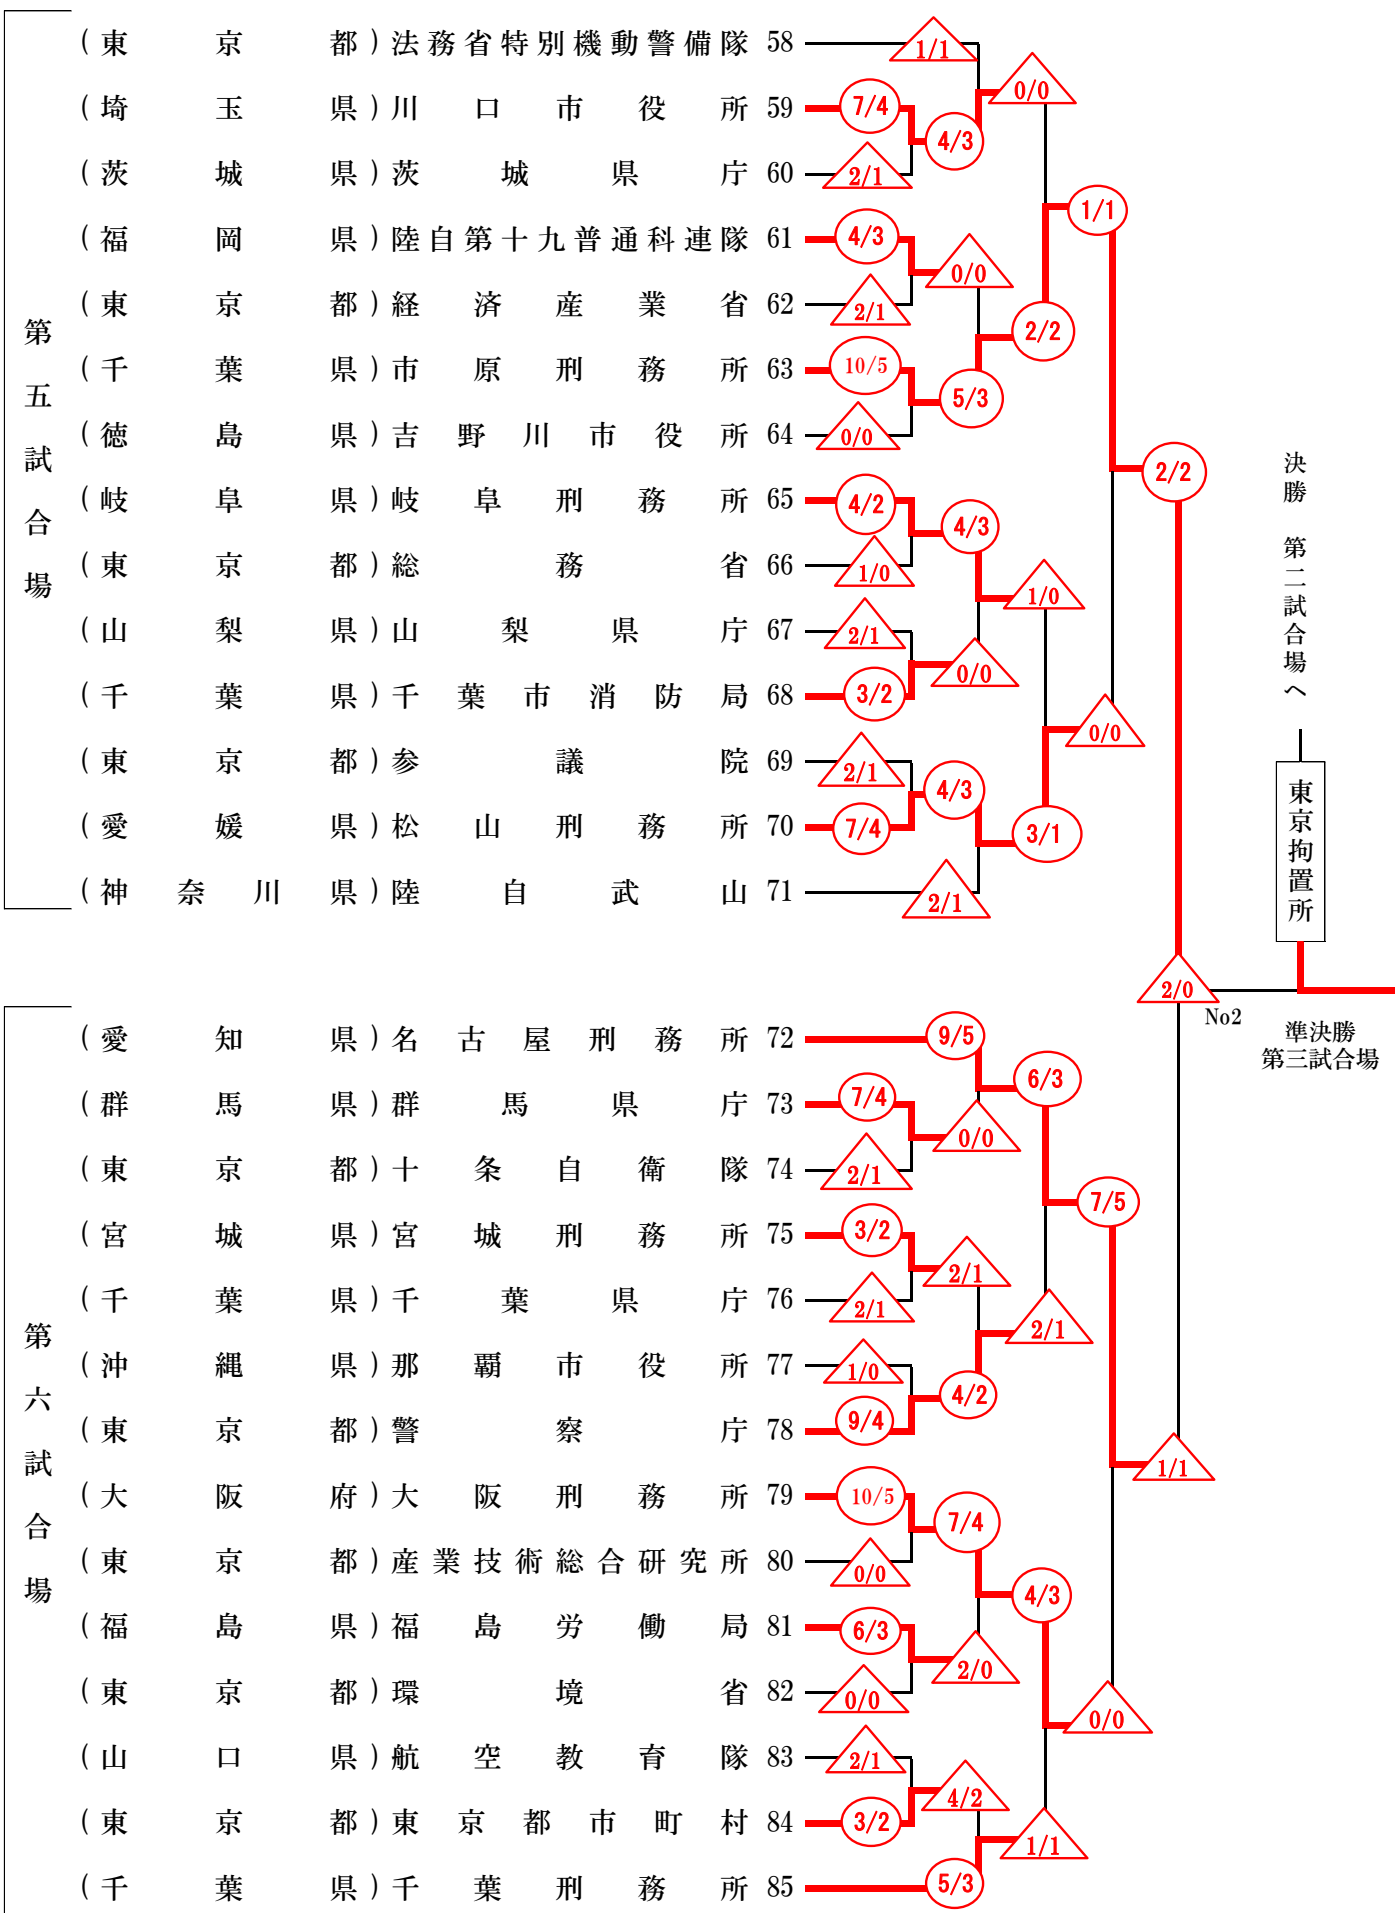 第五試合場
(東京都)法務省特別機動警備隊 58
1/1
0/0
(埼玉県)川口市役所 59
7/4
4/3
(茨城県)茨城県庁 60
2/1
1/1
(福岡県)陸自第十九普通科連隊 61
4/3
0/0
(東京都)経済産業省 62
2/1
2/2
(千葉県)市原刑務所 63
10/5
5/3
(徳島県)吉野川市役所 64
0/0
2/2
(岐阜県)岐阜刑務所 65
4/2
4/3
(東京都)総務省 66
1/0
1/0
(山梨県)山梨県庁 67
2/1
0/0
(千葉県)千葉市消防局 68
3/2
0/0
(東京都)参議院 69
2/1
4/3
(愛媛県)松山刑務所 70
7/4
3/1
(神奈川県)陸自武山 71
2/1
決勝 第二試合場へ
東京拘置所
2/0
No2
準決勝
第三試合場
第六試合場
(愛知県)名古屋刑務所 72
9/5
6/3
(群馬県)群馬県庁 73
7/4
0/0
(東京都)十条自衛隊 74
2/1
7/5
(宮城県)宮城刑務所 75
3/2
2/1
(千葉県)千葉県庁 76
2/1
2/1
(沖縄県)那覇市役所 77
1/0
4/2
(東京都)警察庁 78
9/4
1/1
(大阪府)大阪刑務所 79
10/5
7/4
(東京都)産業技術総合研究所 80
0/0
4/3
(福島県)福島労働局 81
6/3
2/0
(東京都)環境省 82
0/0
0/0
(山口県)航空教育隊 83
2/1
4/2
(東京都)東京都市町村 84
3/2
1/1
(千葉県)千葉刑務所 85
5/3